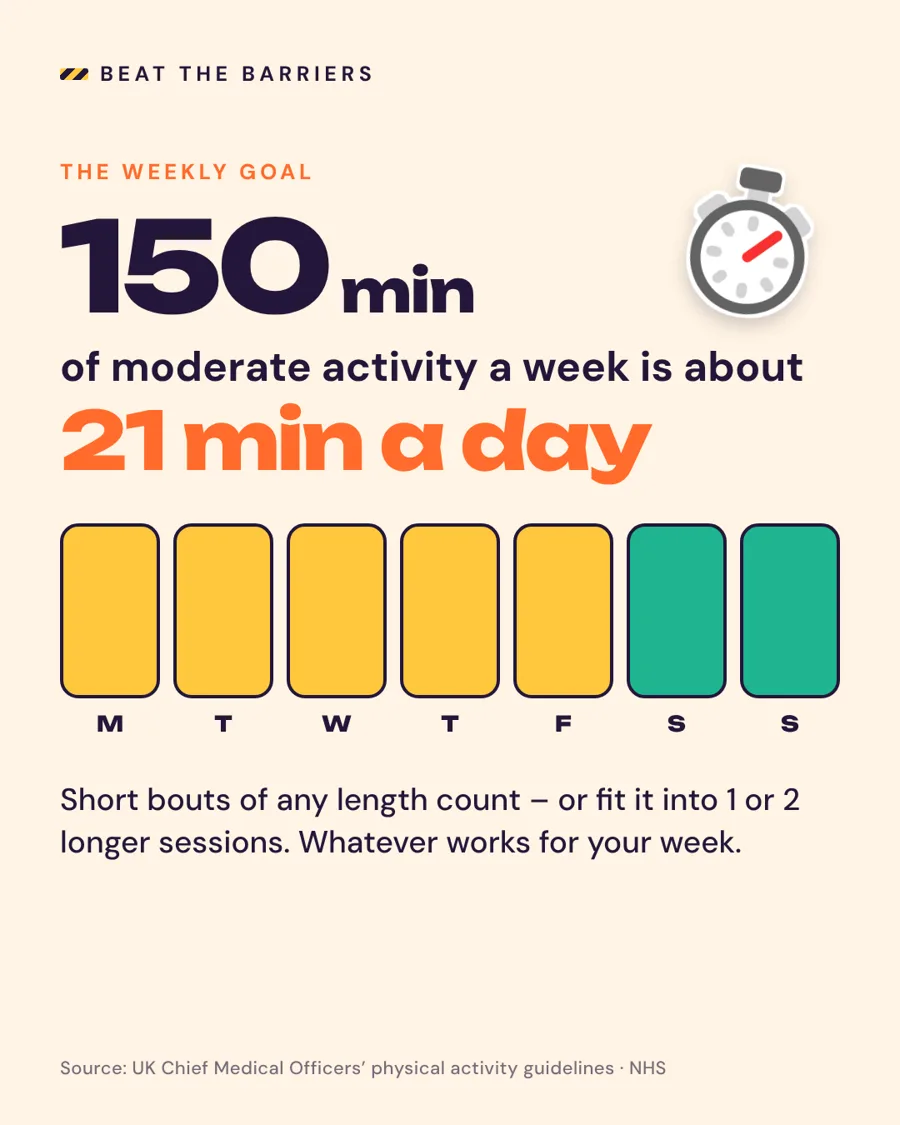 BEAT THE BARRIERS
THE WEEKLY GOAL
150 min
of moderate activity a week is about
21 min a day
M T W T F S S
Short bouts of any length count – or fit it into 1 or 2
longer sessions. Whatever works for your week.
Source: UK Chief Medical Officers’ physical activity guidelines · NHS